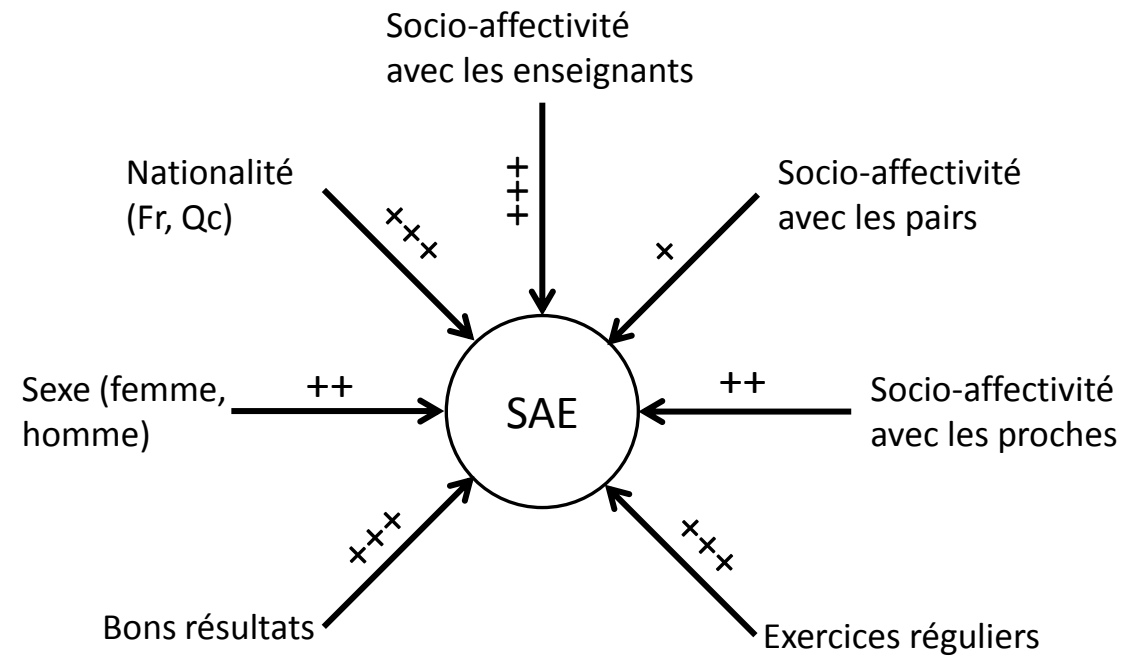 Socio-affectivité
avec les enseignants
+++
Nationalité
(Fr, Qc)
+++
Socio-affectivité
avec les pairs
+
Sexe (femme,
homme)
++
SAE
++
Socio-affectivité
avec les proches
+++
Bons résultats
+++
Exercices réguliers